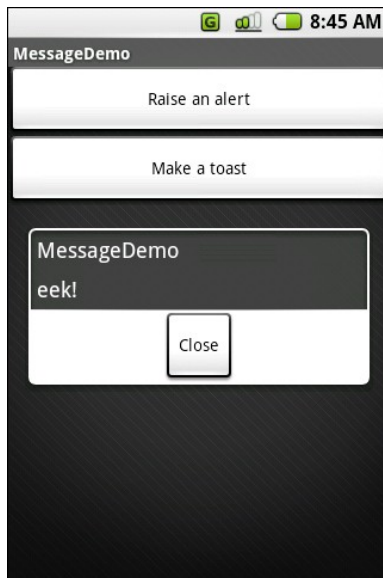 G 8:45 AM
MessageDemo
Raise an alert
Make a toast
MessageDemo
eek!
Close